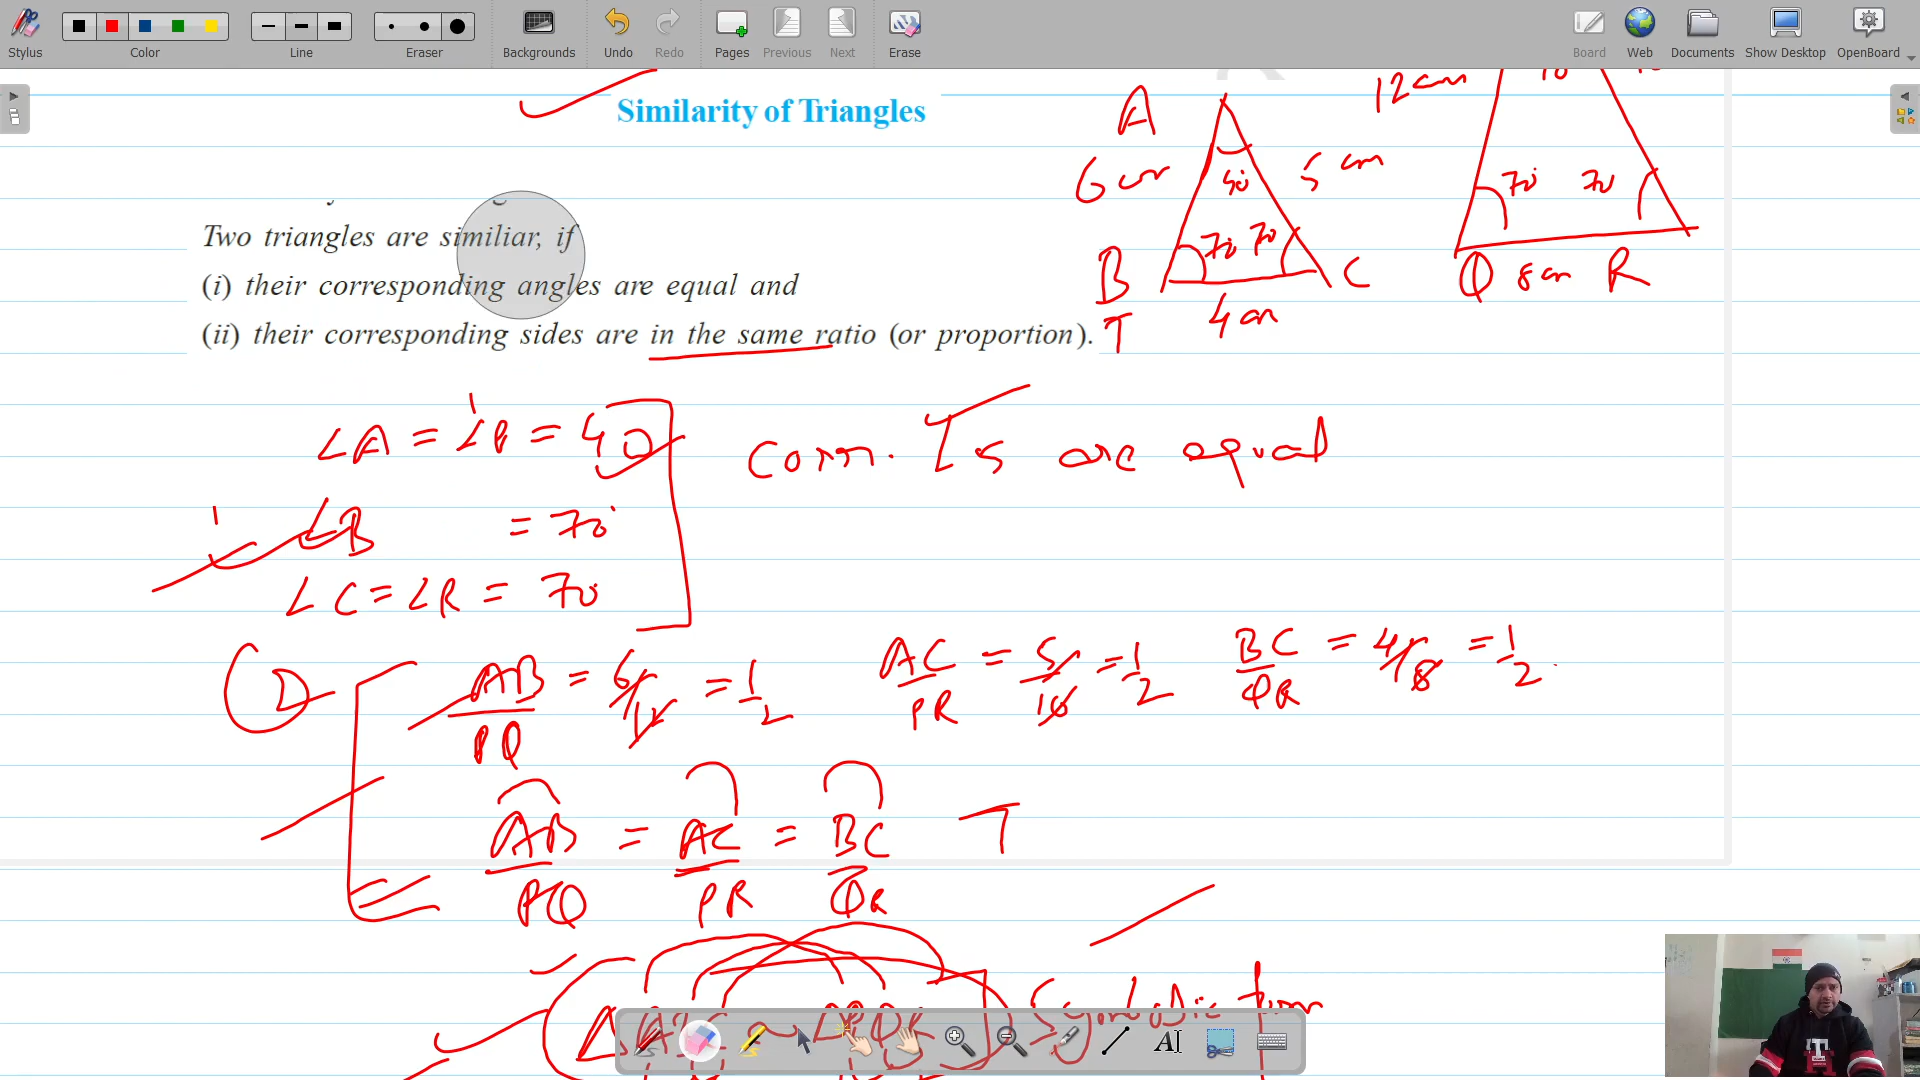 Stylus Color Line Eraser Backgrounds Undo Redo Pages Previous Next Erase Board Web Documents Show Desktop OpenBoard
Similarity of Triangles
A 12 cm
6 cm 40 5 cm 70 70
70 70
B C Q 8 cm R
4 cm
Two triangles are similiar, if
(i) their corresponding angles are equal and
(ii) their corresponding sides are in the same ratio (or proportion).
∠A = ∠P = 40 Corr. ∠s are equal
∠B = 70°
∠C = ∠R = 70
AB/PQ = 6/12 = 1/2 AC/PR = 5/10 = 1/2 BC/QR = 4/8 = 1/2
AB/PQ = AC/PR = BC/QR
Δ ABC ~ Δ PQR
AI